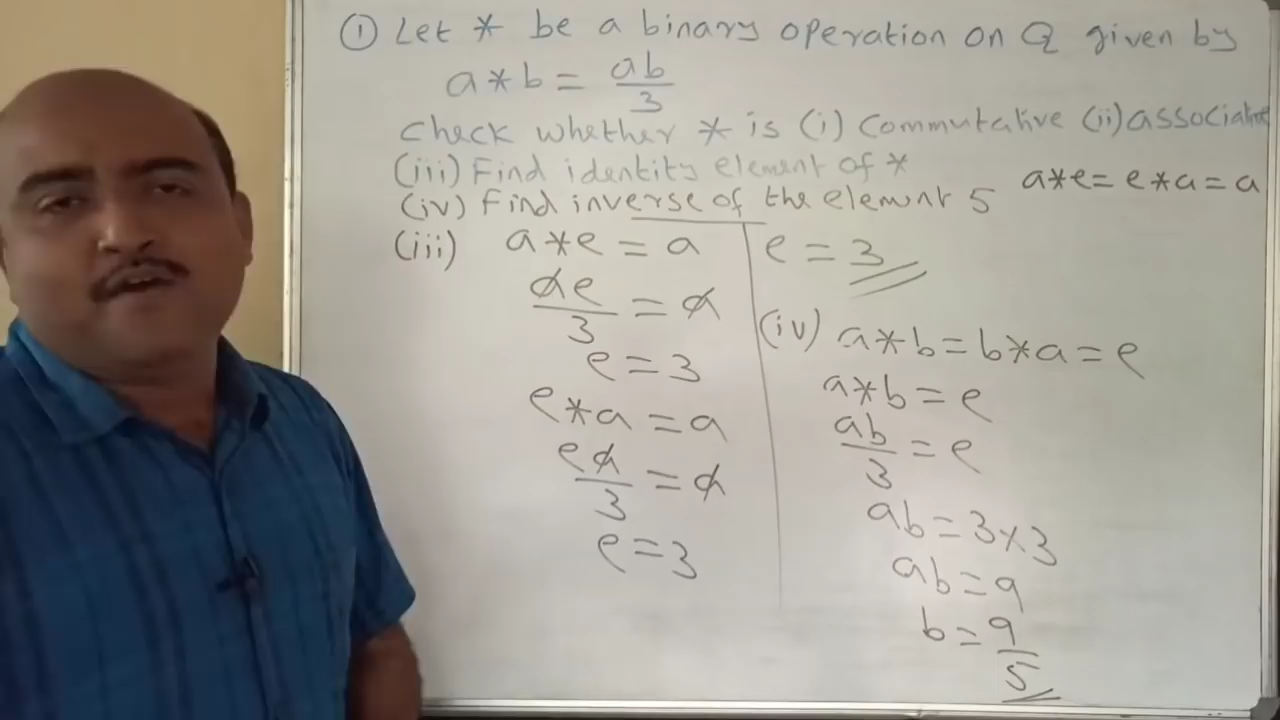 ① Let * be a binary operation on Q given by
a*b = ab/3
Check whether * is (i) Commutative (ii) associative
(iii) Find identity element of *
a*e = e*a = a
(iv) Find inverse of the element 5
(iii) a*e = a
ae/3 = a
e = 3
e*a = a
ea/3 = a
e = 3
e = 3
(iv) a*b = b*a = e
a*b = e
ab/3 = e
ab = 3×3
ab = 9
b = 9/5